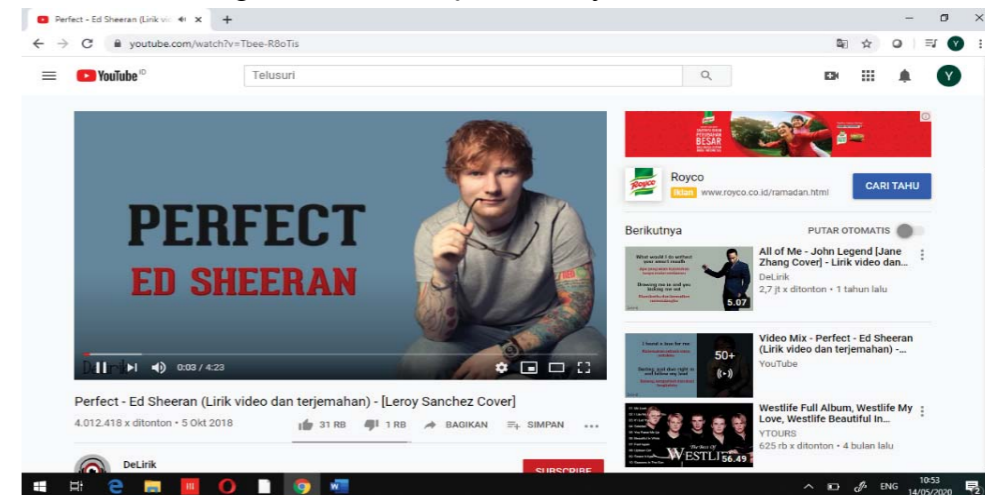 Perfect - Ed Sheeran (Lirik vid
youtube.com/watch?v=Tbee-R8oTis
YouTube ID
Telusuri
Y
PERFECT
ED SHEERAN
0:03 / 4:23
Perfect - Ed Sheeran (Lirik video dan terjemahan) - [Leroy Sanchez Cover]
4.012.418 x ditonton • 5 Okt 2018
31 RB
1 RB
BAGIKAN
SIMPAN
DeLirik
SUBSCRIBE
BESAR
Royco
Iklan www.royco.co.id/ramadan.html
CARI TAHU
Berikutnya
PUTAR OTOMATIS
All of Me - John Legend [Jane
Zhang Cover] - Lirik video dan...
DeLirik
2,7 jt x ditonton • 1 tahun lalu
5.07
Video Mix - Perfect - Ed Sheeran
(Lirik video dan terjemahan) -...
YouTube
50+
Westlife Full Album, Westlife My
Love, Westlife Beautiful In...
YTOURS
625 rb x ditonton • 4 bulan lalu
The Best Of
WESTLIFE
56.49
ENG
10:53
14/05/2020